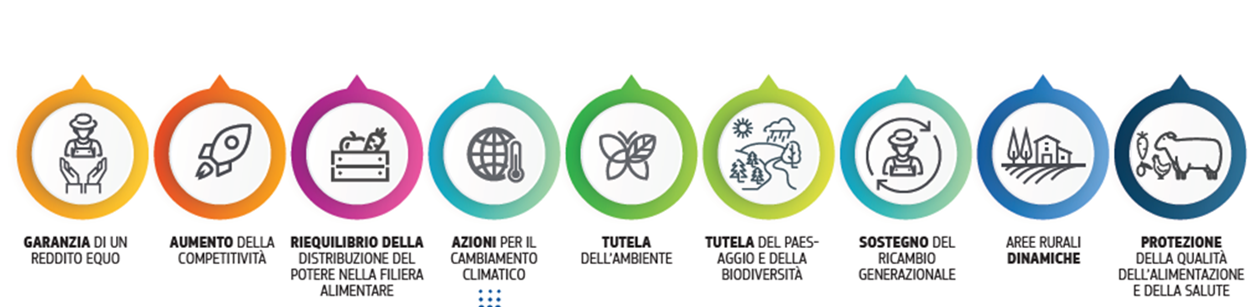 GARANZIA DI UN
REDDITO EQUO
AUMENTO DELLA
COMPETITIVITÀ
RIEQUILIBRIO DELLA
DISTRIBUZIONE DEL
POTERE NELLA FILIERA
ALIMENTARE
AZIONI PER IL
CAMBIAMENTO
CLIMATICO
TUTELA
DELL'AMBIENTE
TUTELA DEL PAES-
AGGIO E DELLA
BIODIVERSITÀ
SOSTEGNO DEL
RICAMBIO
GENERAZIONALE
AREE RURALI
DINAMICHE
PROTEZIONE
DELLA QUALITÀ
DELL'ALIMENTAZIONE
E DELLA SALUTE